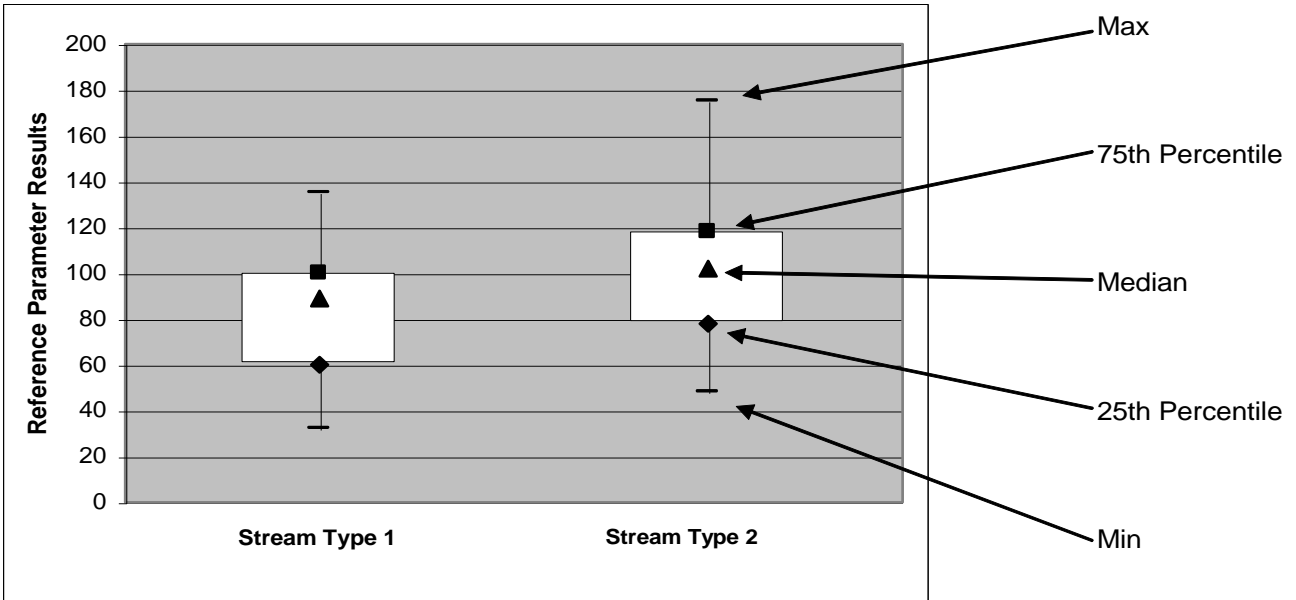 Reference Parameter Results
200
180
160
140
120
100
80
60
40
20
0
Stream Type 1
Stream Type 2
Max
75th Percentile
Median
25th Percentile
Min